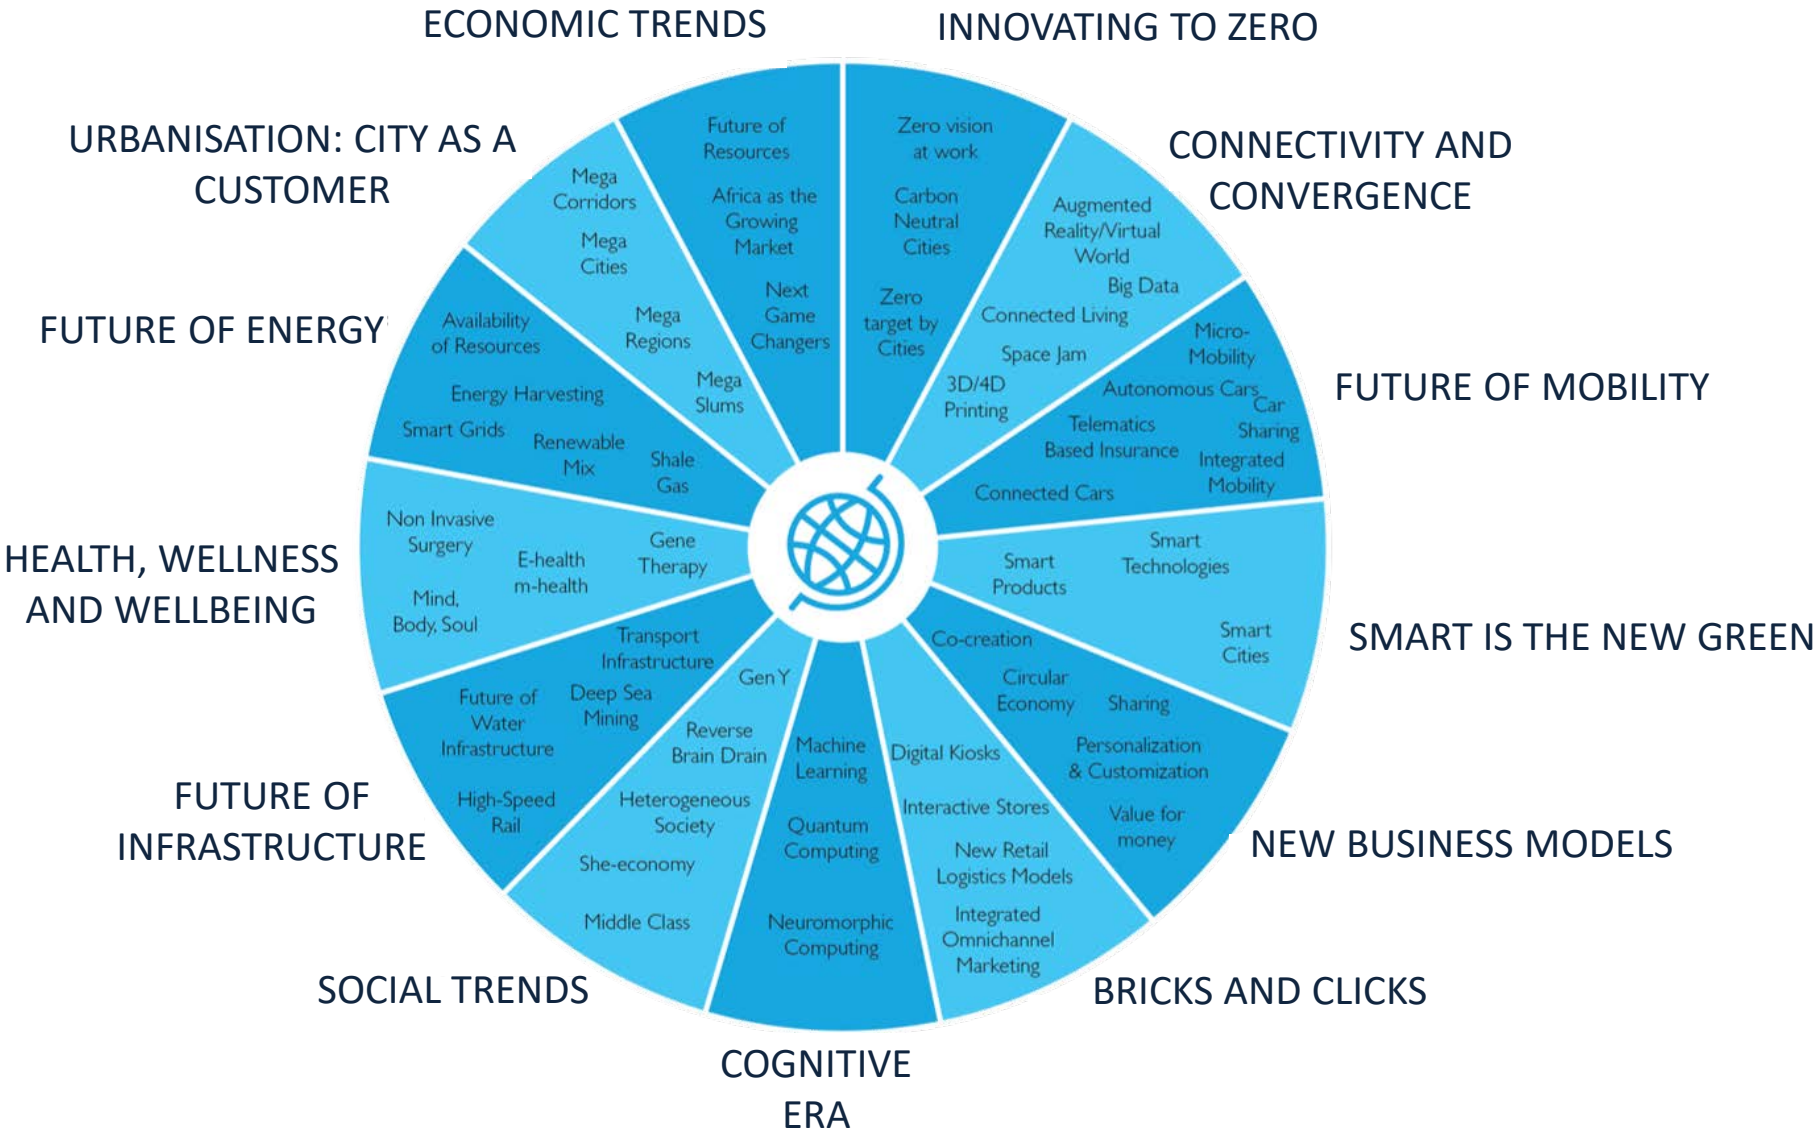 ECONOMIC TRENDS
INNOVATING TO ZERO
Future of
Resources
Africa as the
Growing
Market
Next
Game
Changers
Zero vision
at work
Carbon
Neutral
Cities
Zero
target by
Cities
CONNECTIVITY AND
CONVERGENCE
Augmented
Reality/Virtual
World
Big Data
Connected Living
Space Jam
3D/4D
Printing
FUTURE OF MOBILITY
Micro-
Mobility
Autonomous Cars
Car
Sharing
Telematics
Based Insurance
Integrated
Mobility
Connected Cars
SMART IS THE NEW GREEN
Smart
Technologies
Smart
Products
Smart
Cities
NEW BUSINESS MODELS
Co-creation
Circular
Economy
Sharing
Personalization
& Customization
Value for
money
BRICKS AND CLICKS
Digital Kiosks
Interactive Stores
New Retail
Logistics Models
Integrated
Omnichannel
Marketing
COGNITIVE
ERA
Machine
Learning
Quantum
Computing
Neuromorphic
Computing
SOCIAL TRENDS
Gen Y
Reverse
Brain Drain
Heterogeneous
Society
She-economy
Middle Class
FUTURE OF
INFRASTRUCTURE
Transport
Infrastructure
Deep Sea
Mining
Future of
Water
Infrastructure
High-Speed
Rail
HEALTH, WELLNESS
AND WELLBEING
Non Invasive
Surgery
E-health
m-health
Gene
Therapy
Mind,
Body, Soul
FUTURE OF ENERGY
Availability
of Resources
Energy Harvesting
Smart Grids
Renewable
Mix
Shale
Gas
URBANISATION: CITY AS A
CUSTOMER
Mega
Corridors
Mega
Cities
Mega
Regions
Mega
Slums